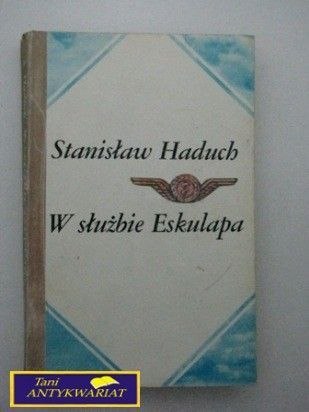 Stanisław Haduch
W służbie Eskulapa
Tani
ANTYKWARIAT